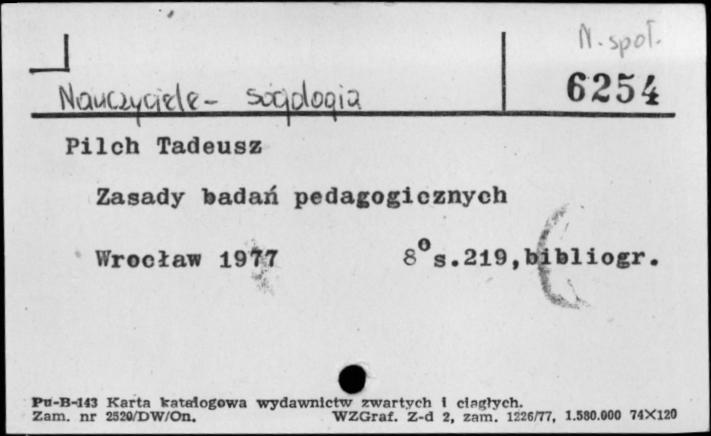 N. społ.
Nauczyciele - socjologia
6254
Pilch Tadeusz
Zasady badań pedagogicznych
Wrocław 1977 8° s.219,bibliogr.
Pu-B-143 Karta katalogowa wydawnictw zwartych i ciągłych.
Zam. nr 2520/DW/On. WZGraf. Z-d 2, zam. 1226/77, 1.580.000 74X120